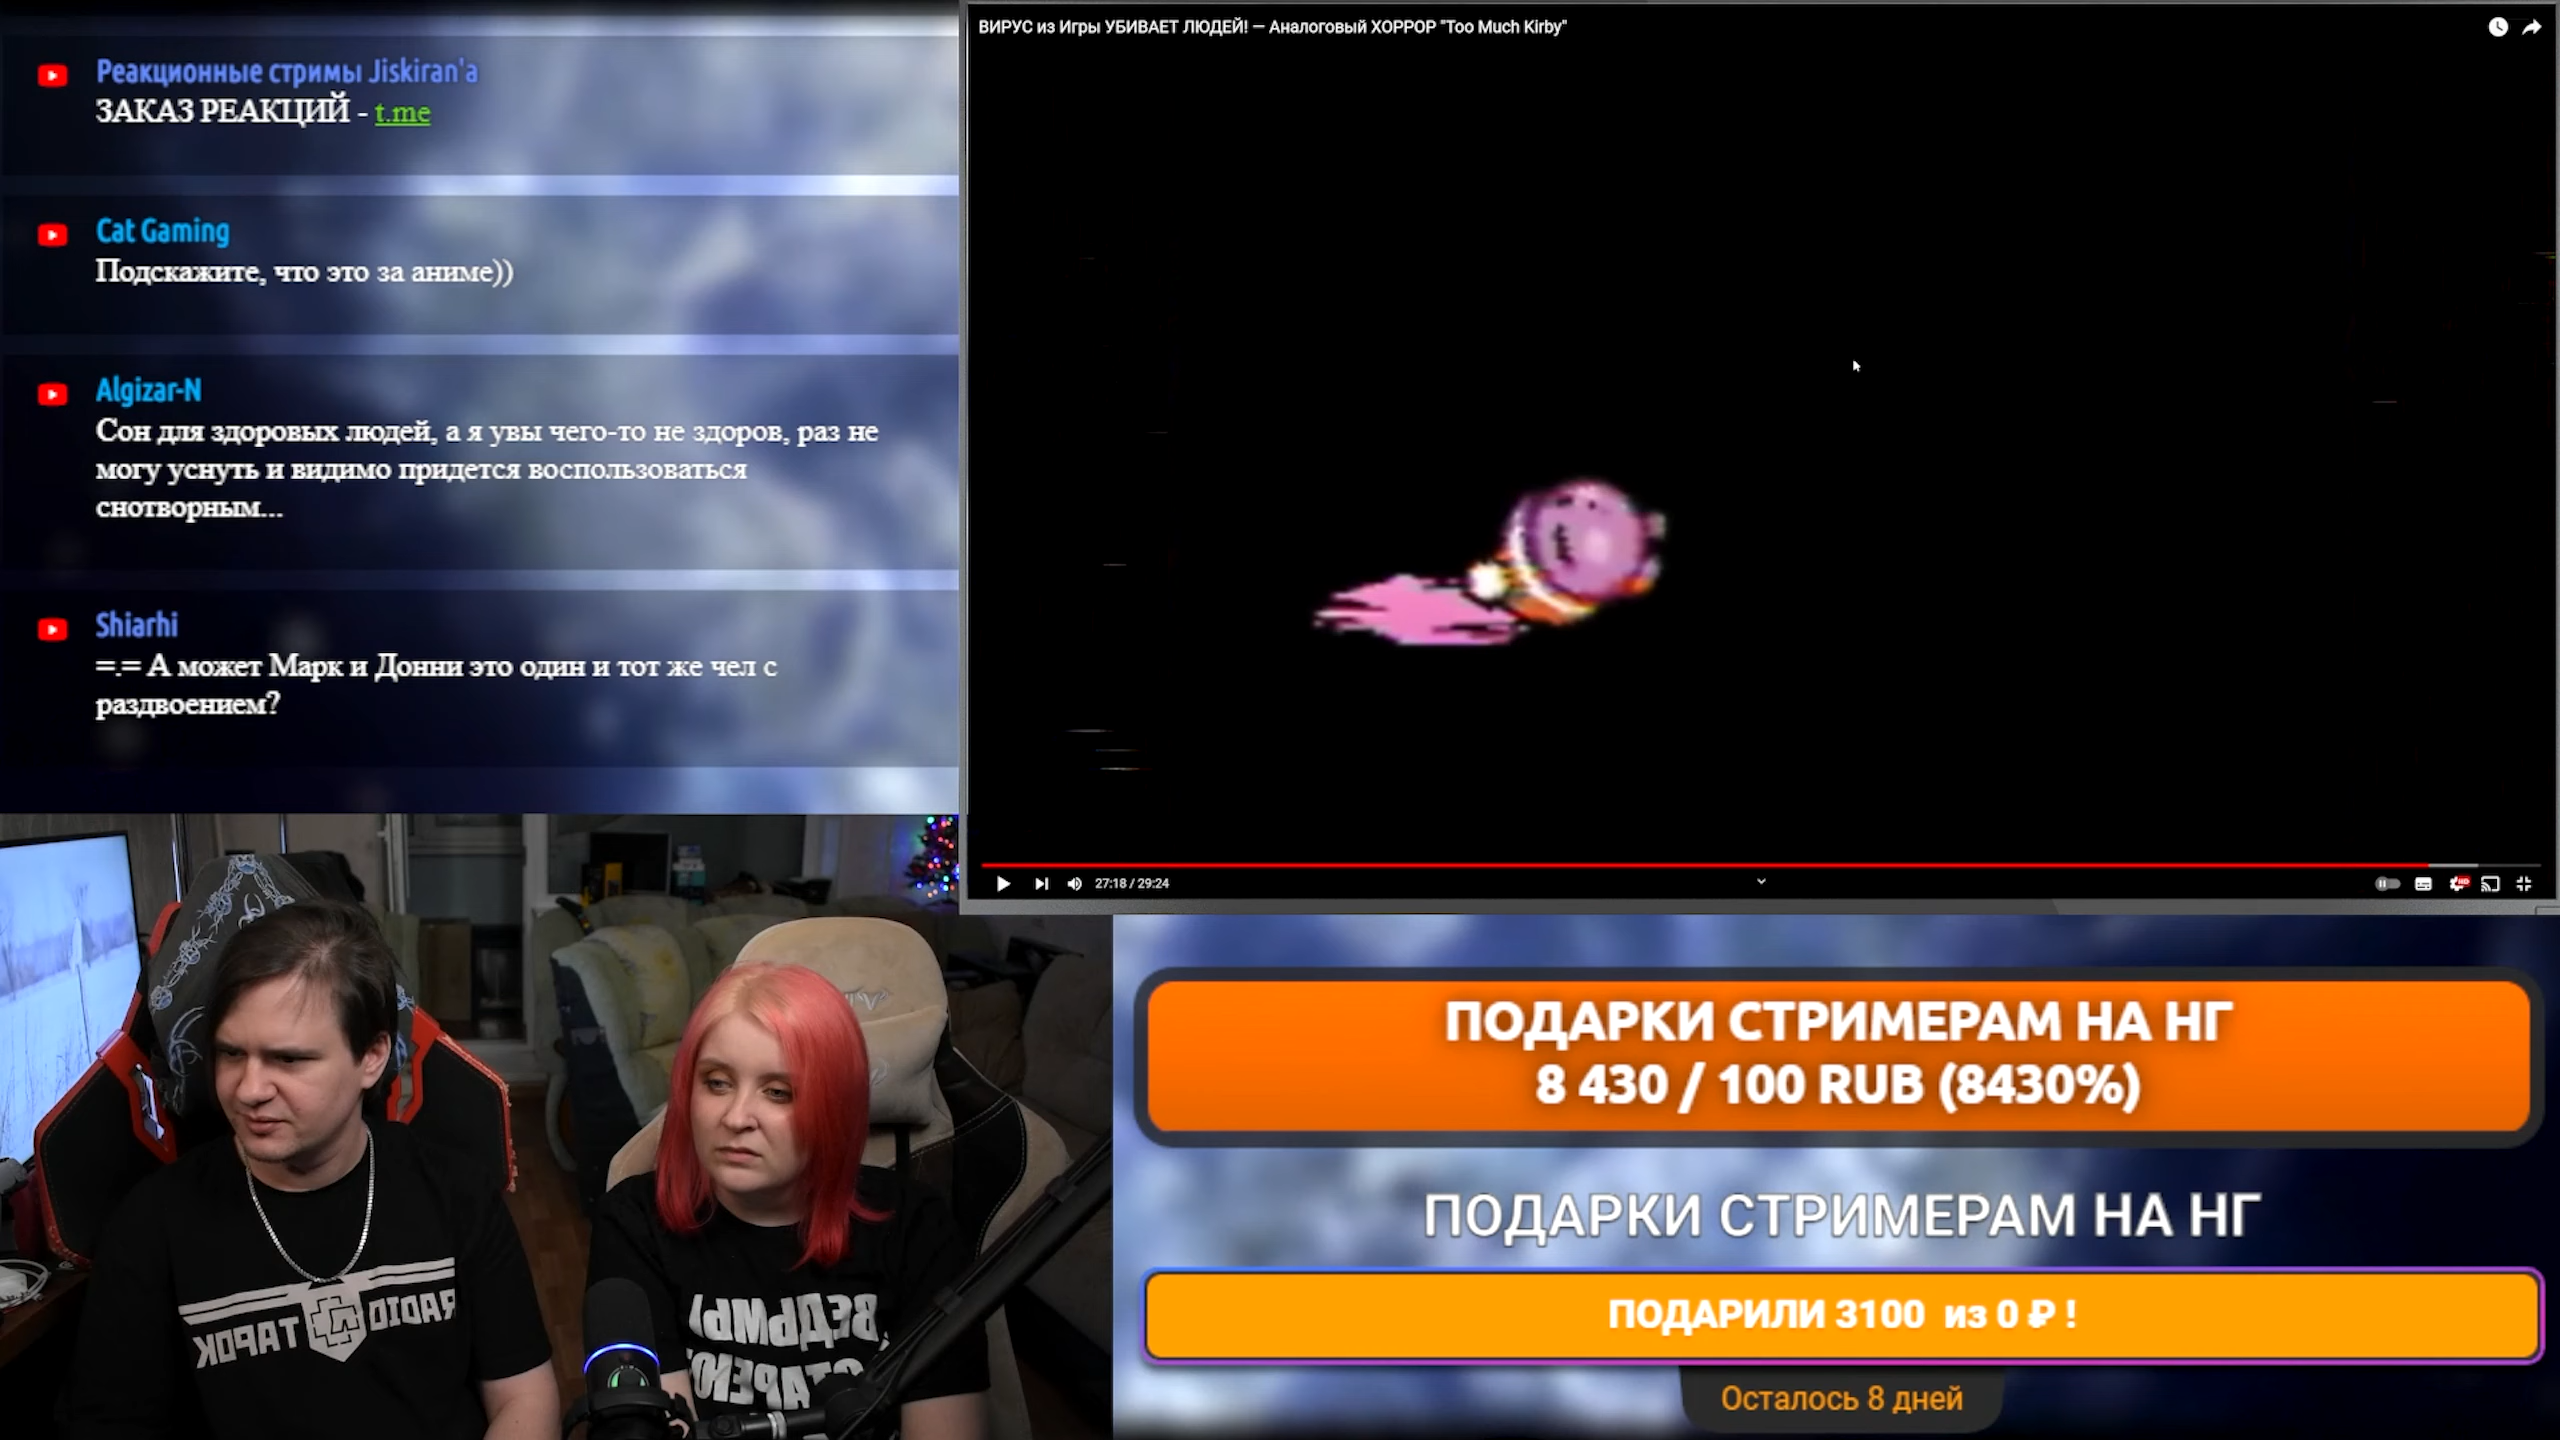 Реакционные стримы Jiskiran'a
ЗАКАЗ РЕАКЦИЙ - t.me
Cat Gaming
Подскажите, что это за аниме))
Algizar-N
Сон для здоровых людей, а я увы чего-то не здоров, раз не
могу уснуть и видимо придется воспользоваться
снотворным...
Shiarhi
=.= А может Марк и Донни это один и тот же чел с
раздвоением?
ВИРУС из Игры УБИВАЕТ ЛЮДЕЙ! — Аналоговый ХОРРОР "Too Much Kirby"
27:18 / 29:24
RADIO ТАРОК
ВЕДЬМЫ
ПОДАРКИ СТРИМЕРАМ НА НГ
8 430 / 100 RUB (8430%)
ПОДАРКИ СТРИМЕРАМ НА НГ
ПОДАРИЛИ 3100 из 0 ₽ !
Осталось 8 дней